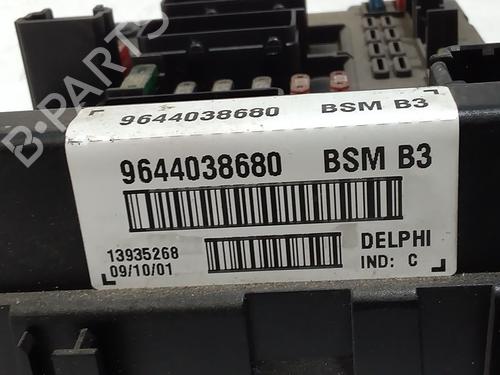 9644038680 BSM B3
9644038680 BSM B3
13935268
09/10/01
DELPHI
IND: C
B-PARTS